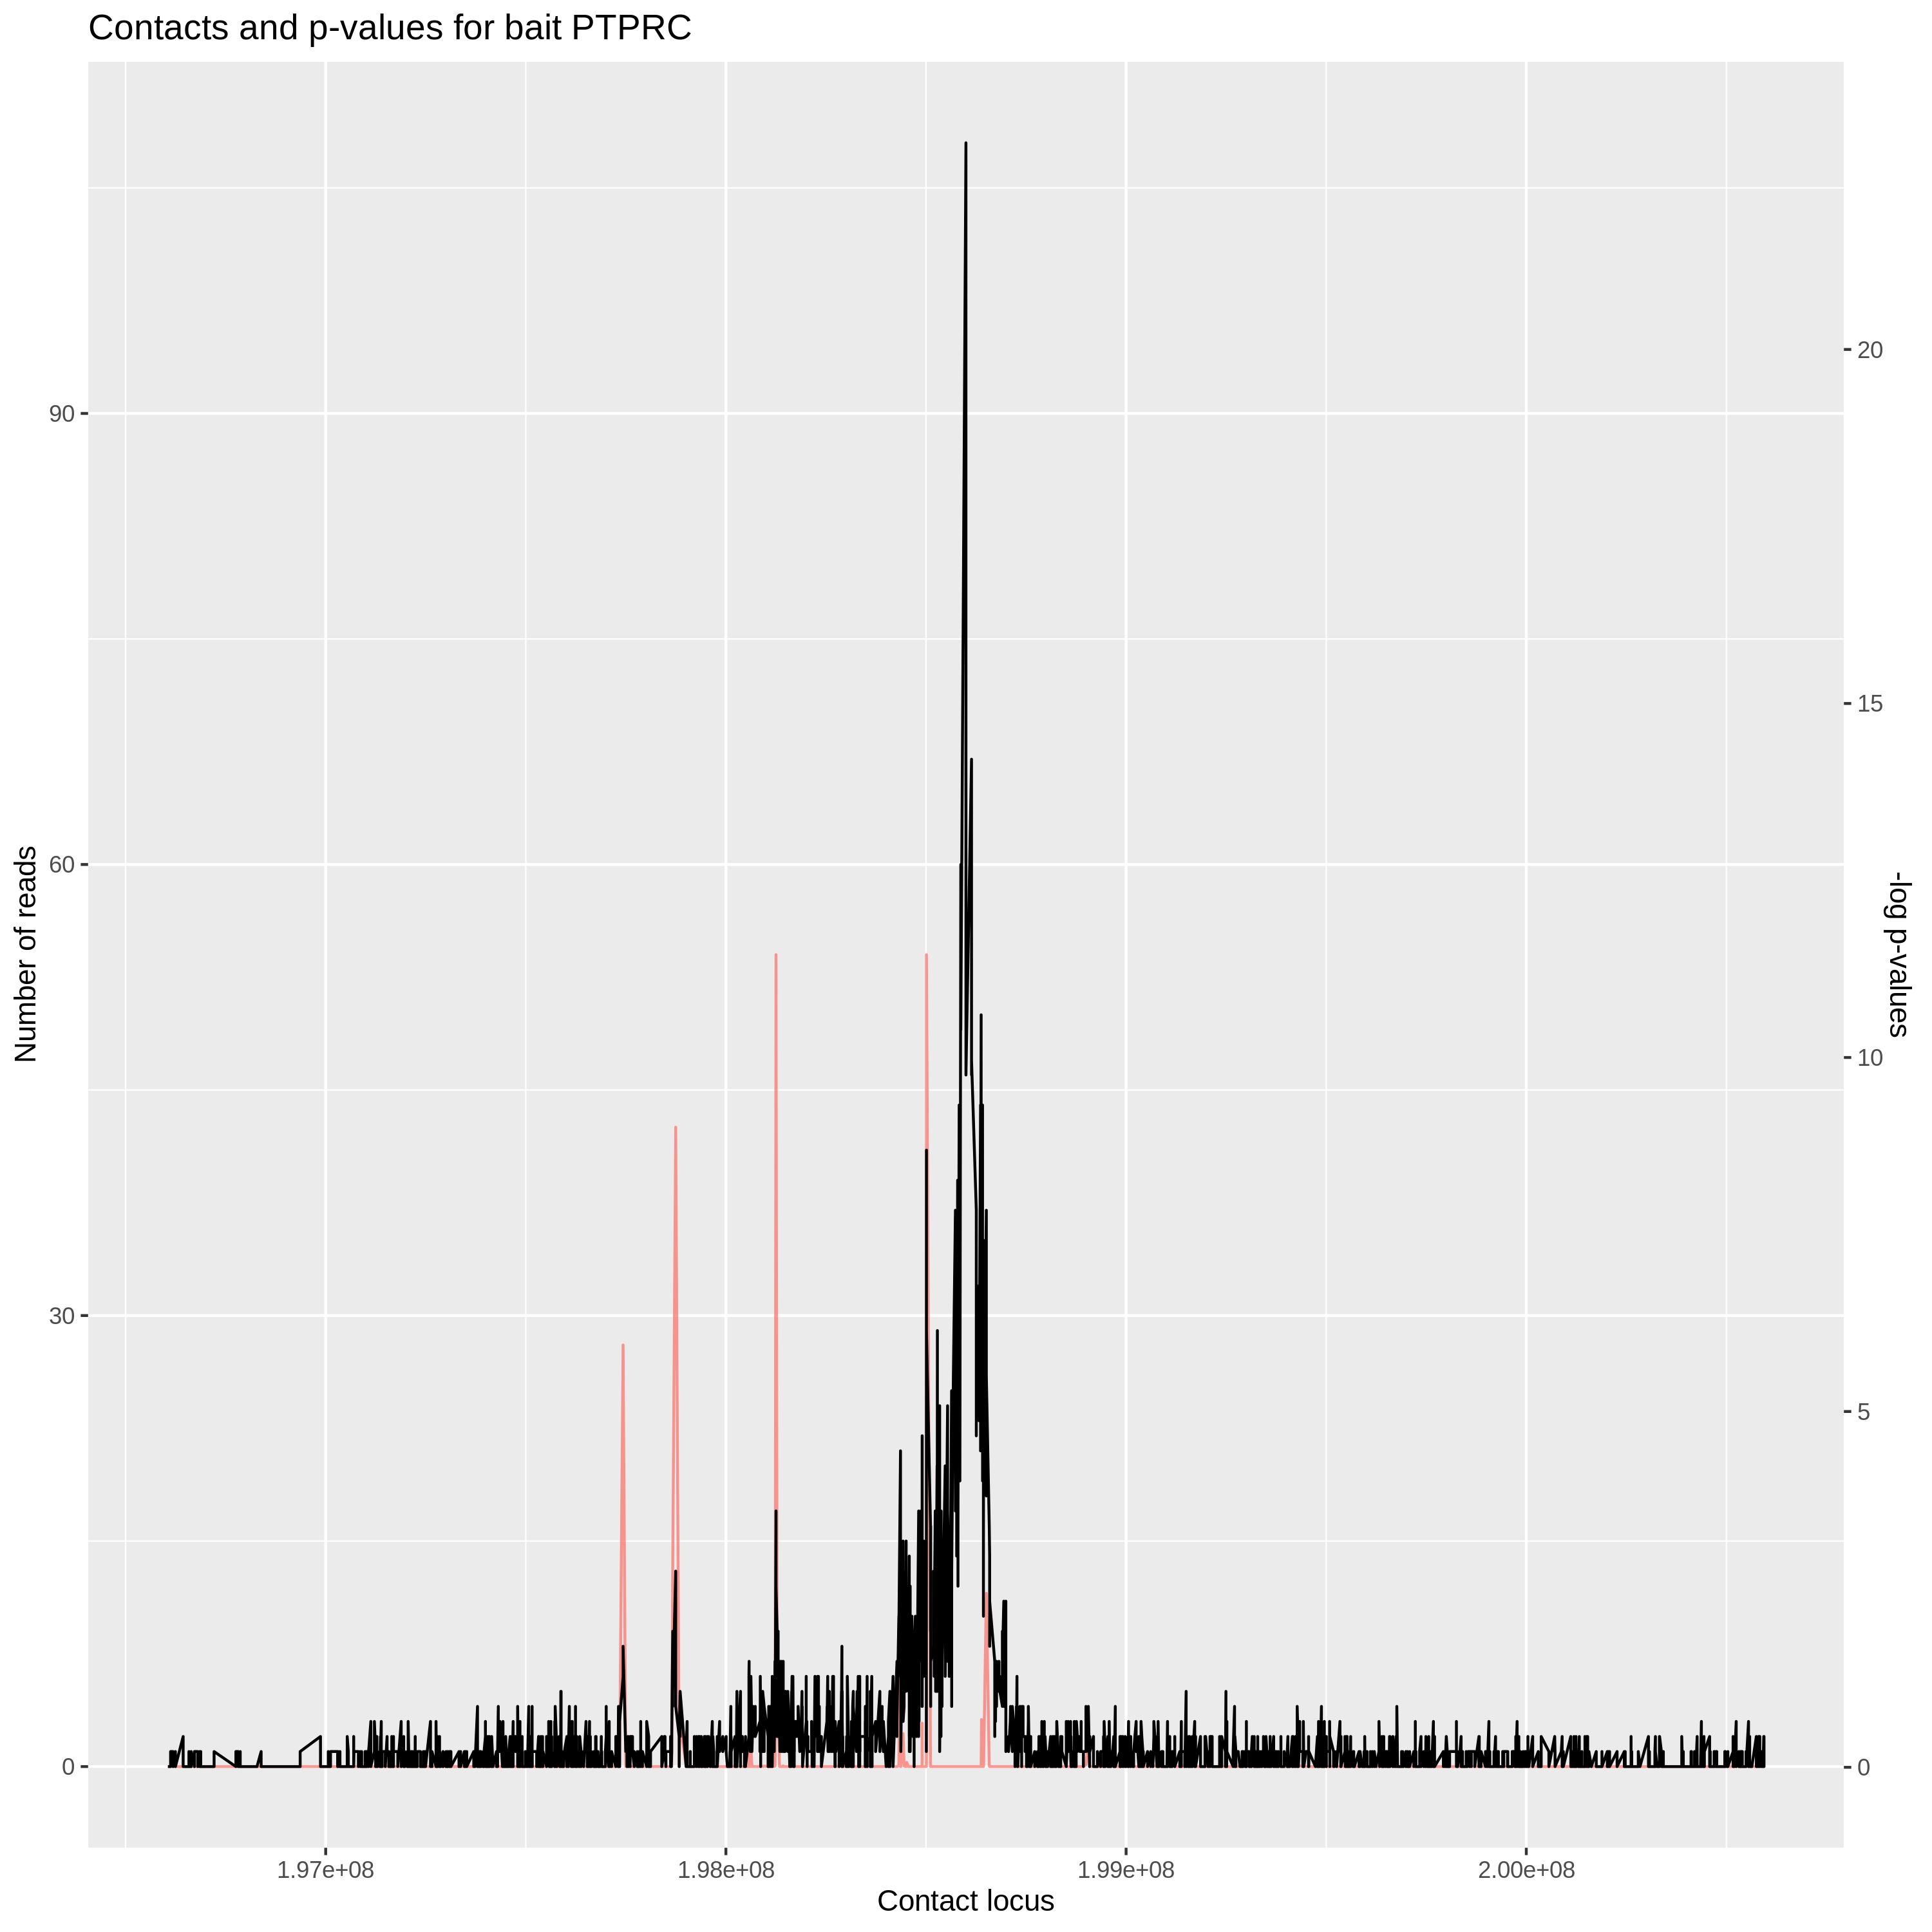 Contacts and p-values for bait PTPRC
Number of reads
90
60
30
0
20
15
10
5
0
-log p-values
1.97e+08
1.98e+08
1.99e+08
2.00e+08
Contact locus